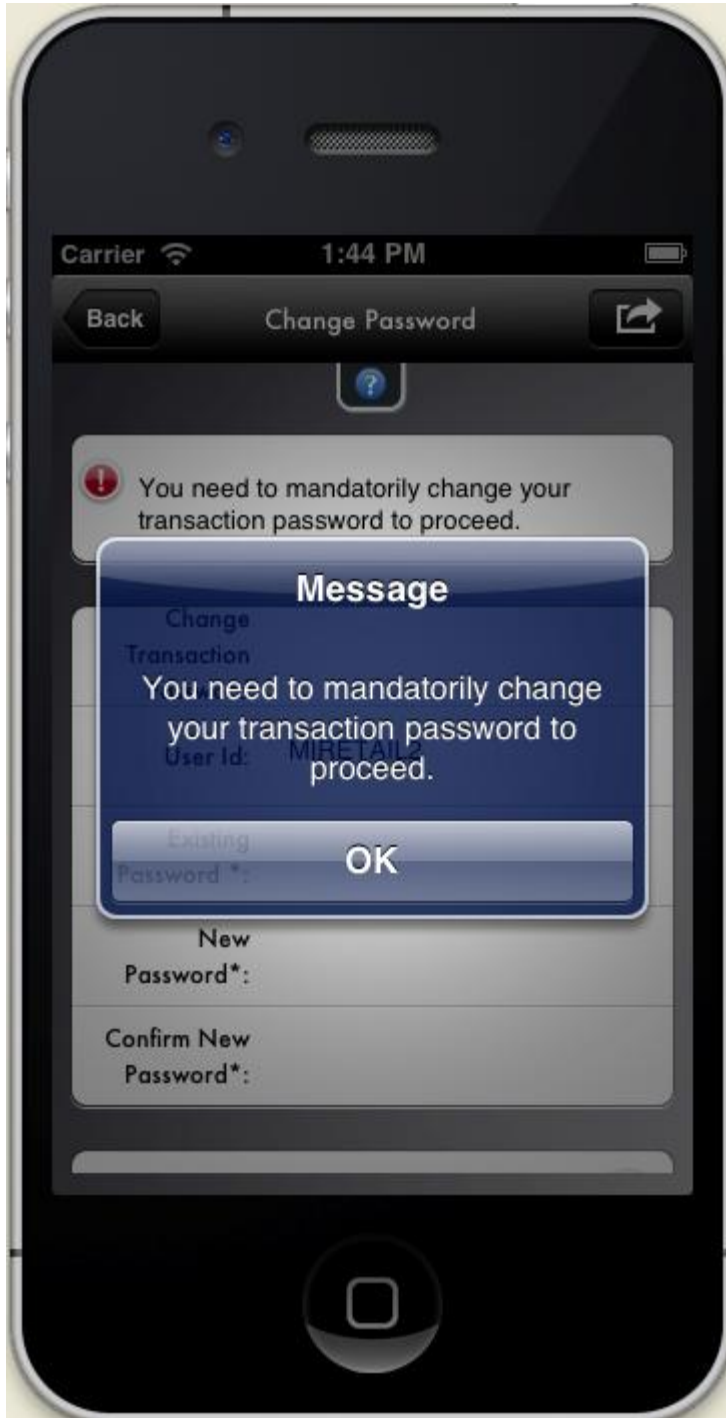 Carrier 1:44 PM
Back Change Password
You need to mandatorily change your
transaction password to proceed.
Message
Change
Transaction
You need to mandatorily change
your transaction password to
proceed.
User Id: MIRETAIL2
Existing
Password *:
OK
New
Password*:
Confirm New
Password*: